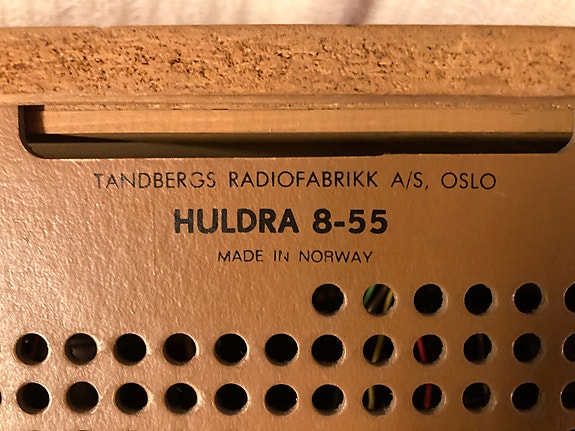 TANDBERGS RADIOFABRIKK A/S, OSLO
HULDRA 8-55
MADE IN NORWAY